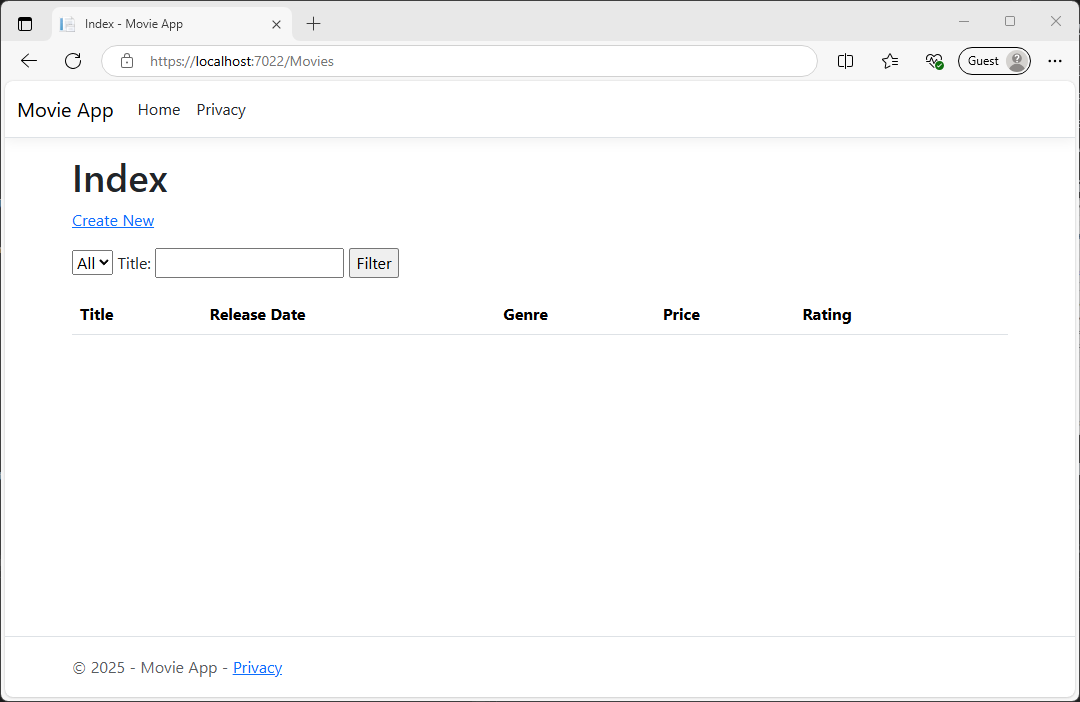 Index - Movie App
https://localhost:7022/Movies
Guest
Movie App Home Privacy
Index
Create New
All Title: Filter
Title Release Date Genre Price Rating
© 2025 - Movie App - Privacy